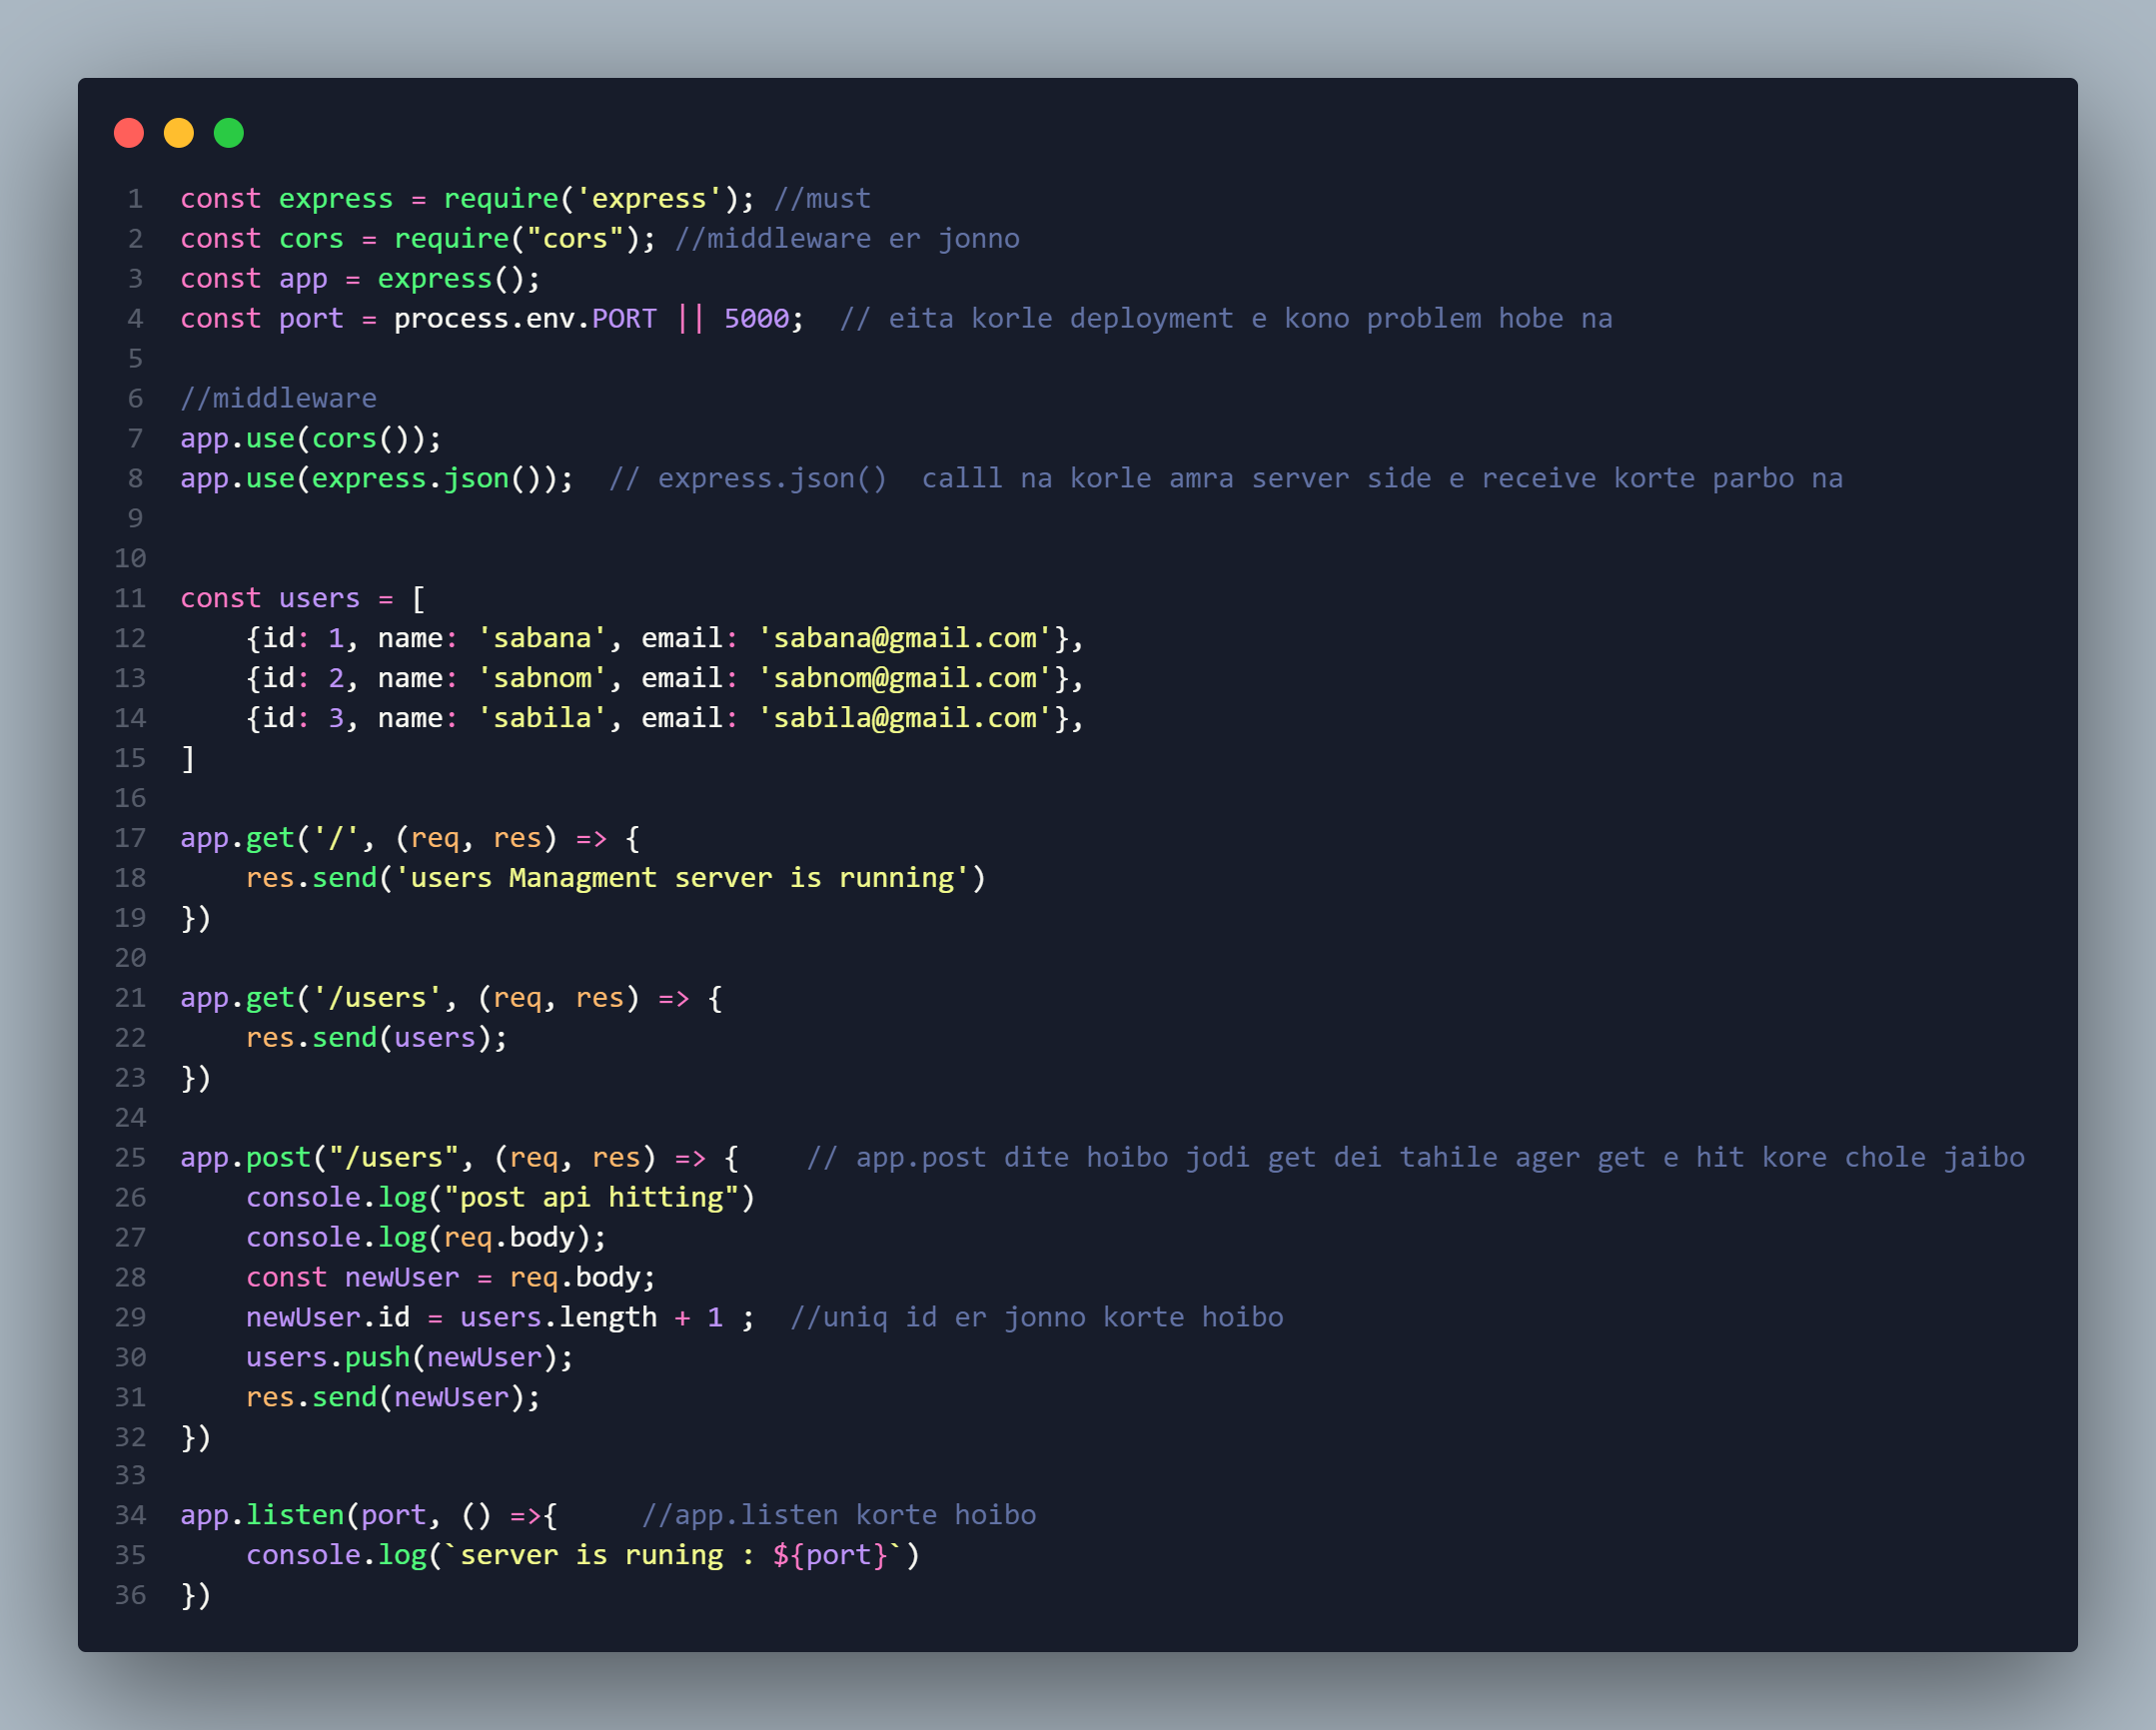 1 const express = require('express'); //must
2 const cors = require("cors"); //middleware er jonno
3 const app = express();
4 const port = process.env.PORT || 5000;  // eita korle deployment e kono problem hobe na
5
6 //middleware
7 app.use(cors());
8 app.use(express.json());  // express.json()  calll na korle amra server side e receive korte parbo na
9
10
11 const users = [
12     {id: 1, name: 'sabana', email: 'sabana@gmail.com'},
13     {id: 2, name: 'sabnom', email: 'sabnom@gmail.com'},
14     {id: 3, name: 'sabila', email: 'sabila@gmail.com'},
15 ]
16
17 app.get('/', (req, res) => {
18     res.send('users Managment server is running')
19 })
20
21 app.get('/users', (req, res) => {
22     res.send(users);
23 })
24
25 app.post("/users", (req, res) => {    // app.post dite hoibo jodi get dei tahile ager get e hit kore chole jaibo
26     console.log("post api hitting")
27     console.log(req.body);
28     const newUser = req.body;
29     newUser.id = users.length + 1 ;  //uniq id er jonno korte hoibo
30     users.push(newUser);
31     res.send(newUser);
32 })
33
34 app.listen(port, () =>{     //app.listen korte hoibo
35     console.log(`server is runing : ${port}`)
36 })